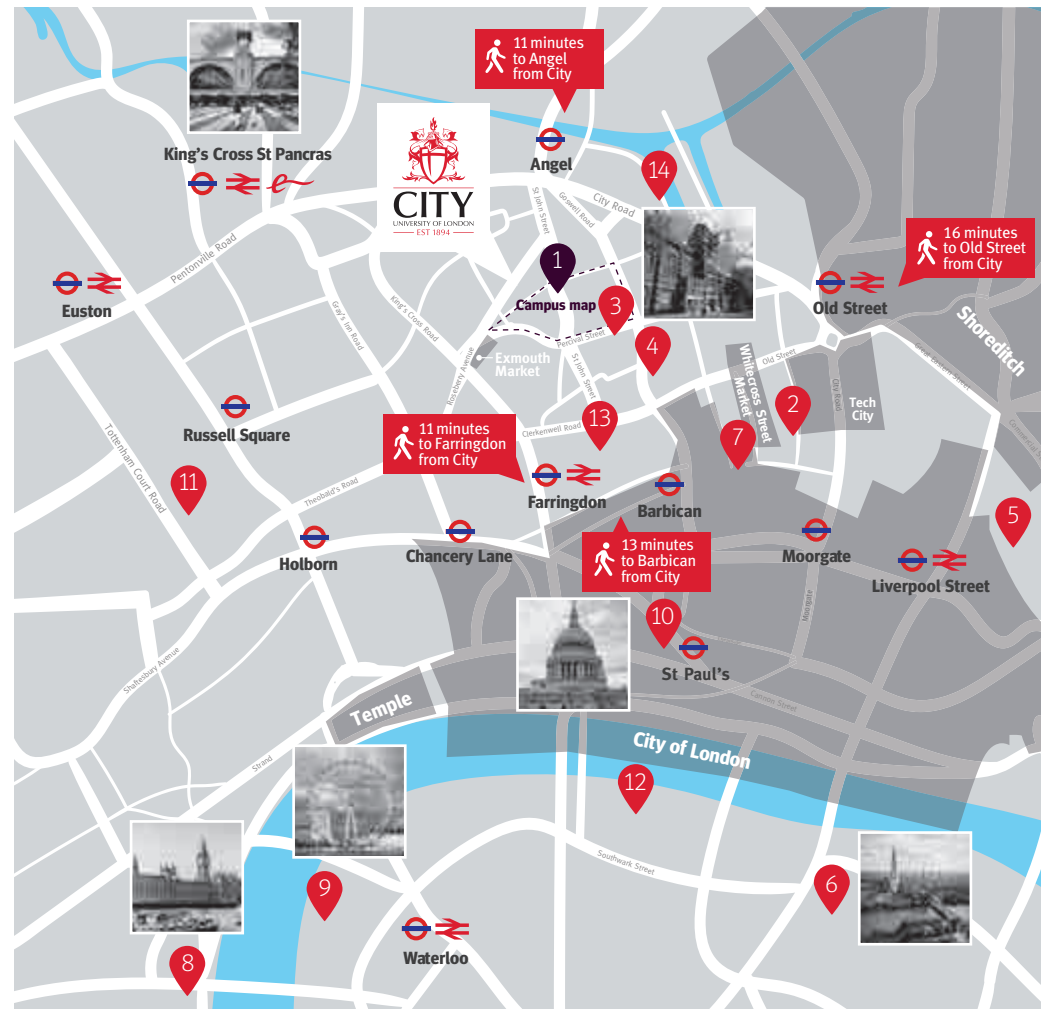 11 minutes
to Angel
from City
King's Cross St Pancras
e
CITY
UNIVERSITY OF LONDON
EST 1894
Angel
14
City Road
Goswell Road
St John Street
Pentonville Road
16 minutes
to Old Street
from City
1
Campus map
3
Euston
Gray's Inn Road
King's Cross Road
Old Street
Shoreditch
Percival Street
4
Exmouth
Market
Rosebery Avenue
St John Street
Old Street
Great Eastern Street
Whitecross Street
Market
City Road
Tech
City
2
Russell Square
11 minutes
to Farringdon
from City
13
Clerkenwell Road
7
Commercial Street
Tottenham Court Road
11
Theobald's Road
Farringdon
Barbican
5
Holborn
Chancery Lane
13 minutes
to Barbican
from City
Moorgate
Liverpool Street
Moorgate
10
St Paul's
Shaftesbury Avenue
Cannon Street
Temple
City of London
Strand
12
Southwark Street
9
6
Waterloo
8